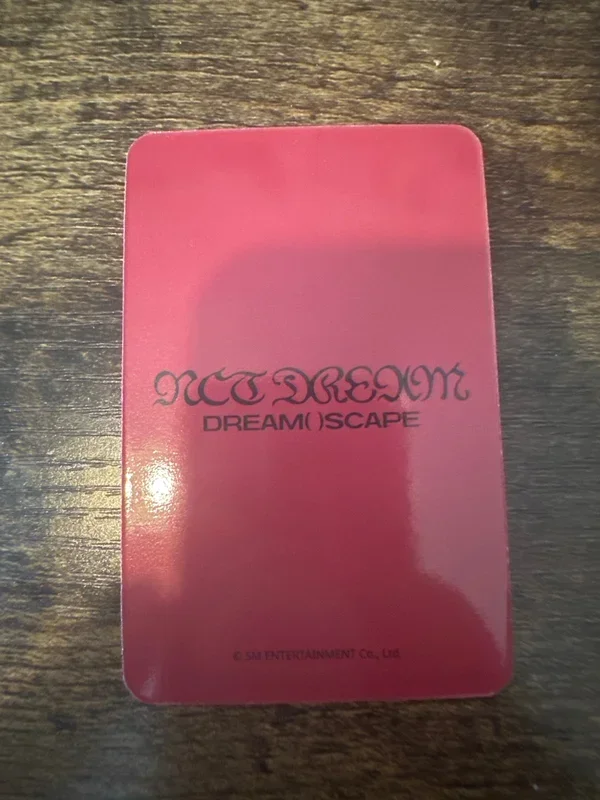 NCT DREAM
DREAM( )SCAPE
© SM ENTERTAINMENT Co., Ltd.